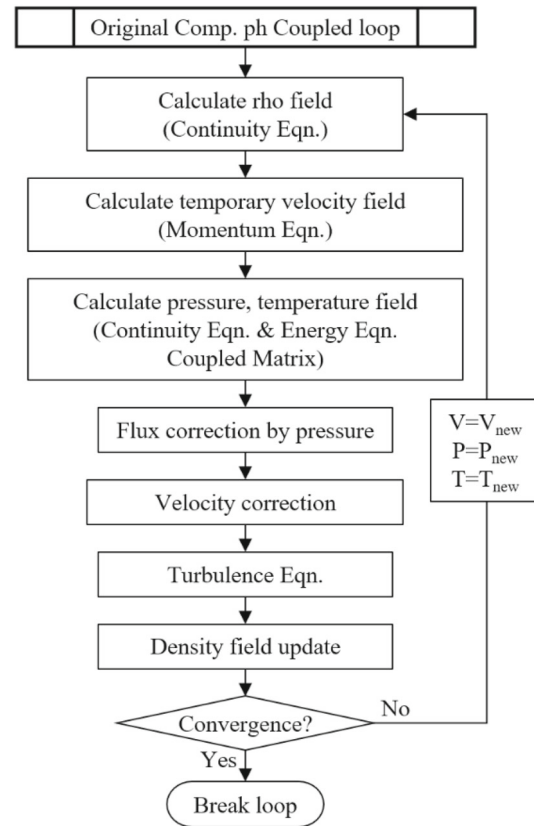 Original Comp. ph Coupled loop
Calculate rho field
(Continuity Eqn.)
Calculate temporary velocity field
(Momentum Eqn.)
Calculate pressure, temperature field
(Continuity Eqn. & Energy Eqn.
Coupled Matrix)
Flux correction by pressure
Velocity correction
Turbulence Eqn.
Density field update
Convergence?
No
Yes
Break loop
V=Vnew
P=Pnew
T=Tnew